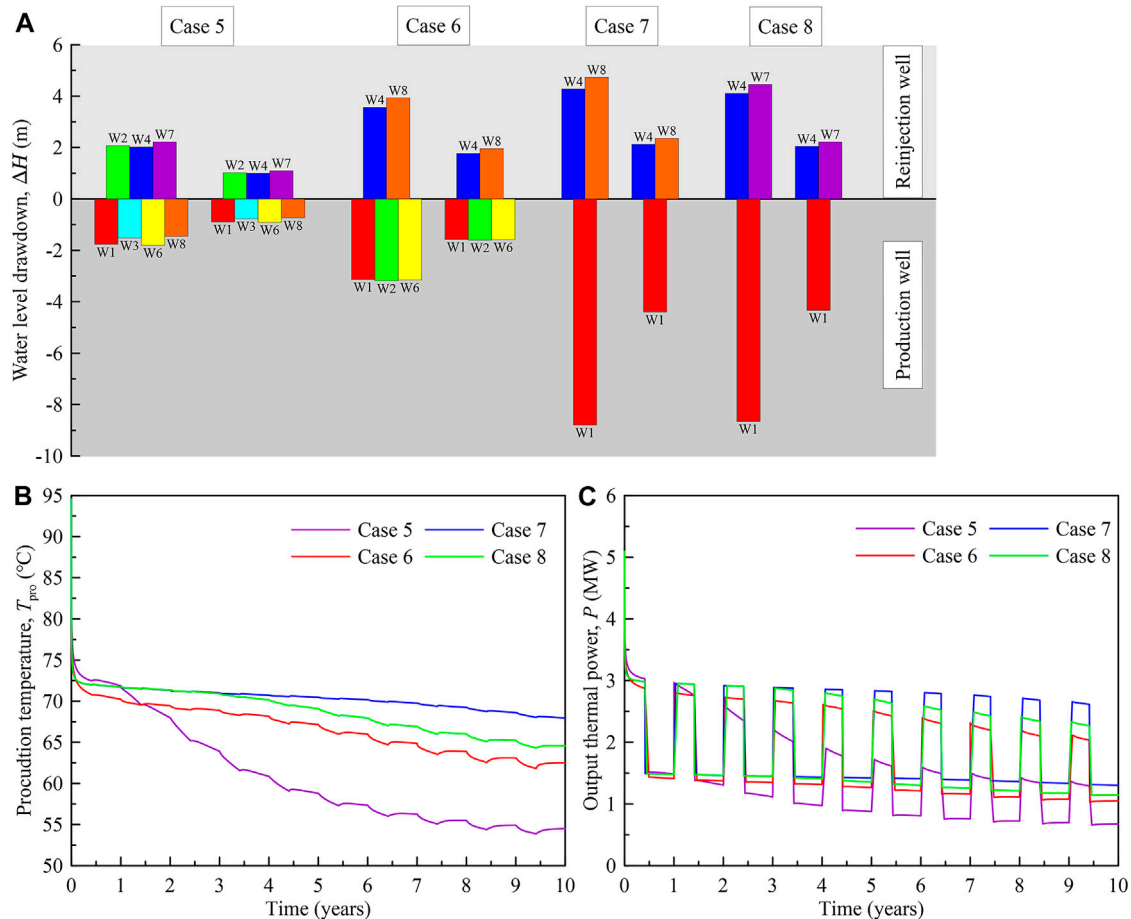 A
Case 5
Case 6
Case 7
Case 8
Water level drawdown, ΔH (m)
6
4
2
0
-2
-4
-6
-8
-10
W2
W4
W7
W2
W4
W7
W1
W3
W6
W8
W1
W3
W6
W8
W4
W8
W4
W8
W1
W2
W6
W1
W2
W6
W4
W8
W4
W8
W1
W1
W4
W7
W4
W7
W1
W1
Reinjection well
Production well
B
Procudion temperature, Tpro (°C)
95
90
85
80
75
70
65
60
55
50
Case 5
Case 7
Case 6
Case 8
0 1 2 3 4 5 6 7 8 9 10
Time (years)
C
Output thermal power, P (MW)
6
5
4
3
2
1
0
Case 5
Case 7
Case 6
Case 8
0 1 2 3 4 5 6 7 8 9 10
Time (years)